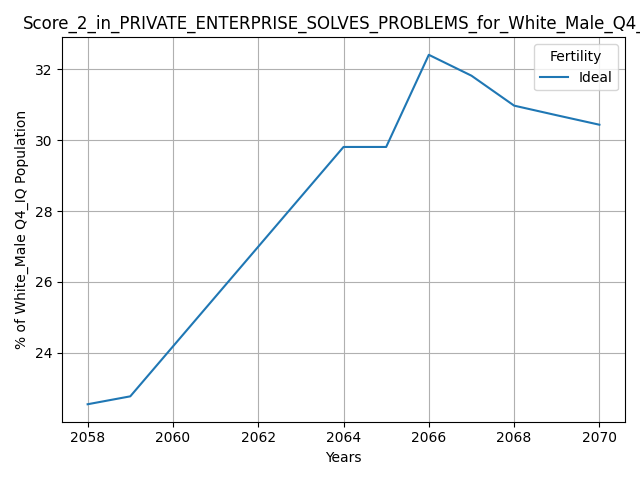 Score_2_in_PRIVATE_ENTERPRISE_SOLVES_PROBLEMS_for_White_Male_Q4_
Fertility
Ideal
% of White_Male Q4_IQ Population
32
30
28
26
24
2058 2060 2062 2064 2066 2068 2070
Years